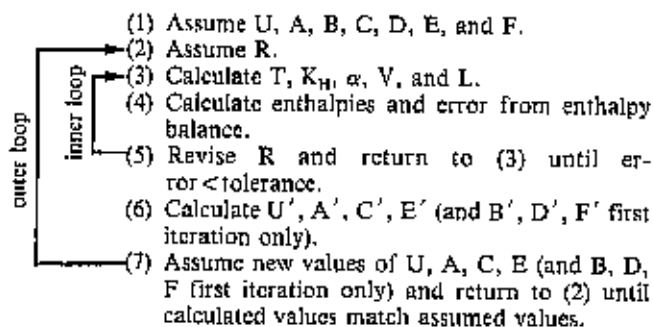 (1) Assume U, A, B, C, D, E, and F.
(2) Assume R.
(3) Calculate T, K_H, α, V, and L.
(4) Calculate enthalpies and error from enthalpy
balance.
(5) Revise R and return to (3) until er-
ror<tolerance.
(6) Calculate U′, A′, C′, E′ (and B′, D′, F′ first
iteration only).
(7) Assume new values of U, A, C, E (and B, D,
F first iteration only) and return to (2) until
calculated values match assumed values.
outer loop
inner loop